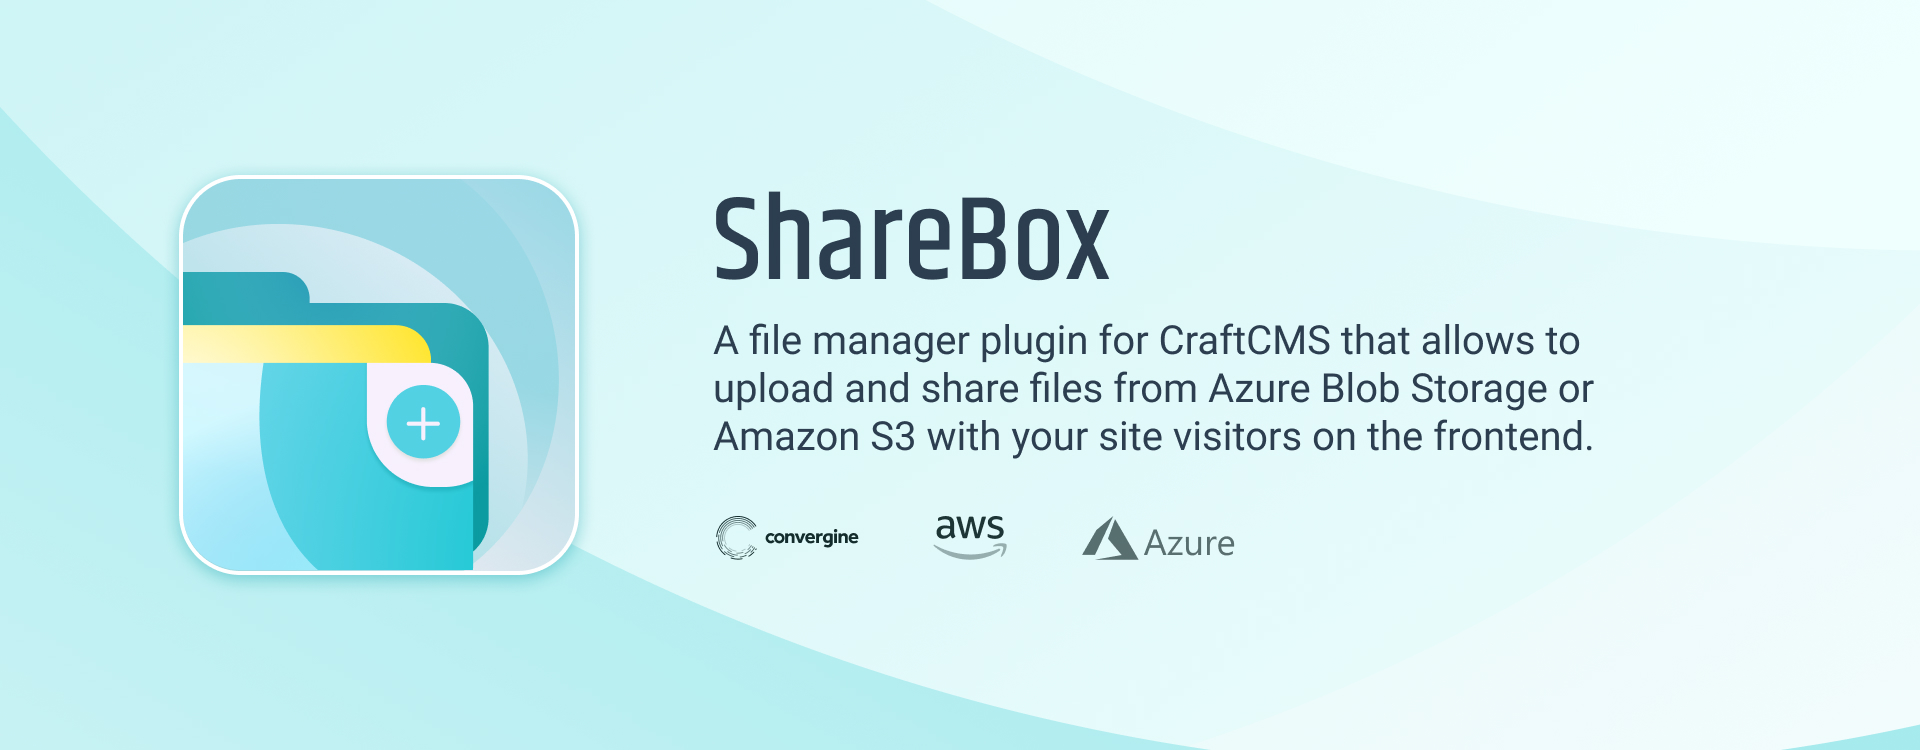 ShareBox
A file manager plugin for CraftCMS that allows to
upload and share files from Azure Blob Storage or
Amazon S3 with your site visitors on the frontend.
convergine aws Azure